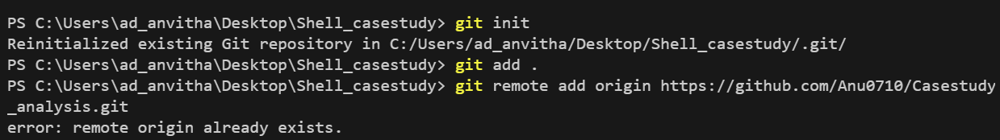 PS C:\Users\ad_anvitha\Desktop\Shell_casestudy> git init
Reinitialized existing Git repository in C:/Users/ad_anvitha/Desktop/Shell_casestudy/.git/
PS C:\Users\ad_anvitha\Desktop\Shell_casestudy> git add .
PS C:\Users\ad_anvitha\Desktop\Shell_casestudy> git remote add origin https://github.com/Anu0710/Casestudy
_analysis.git
error: remote origin already exists.